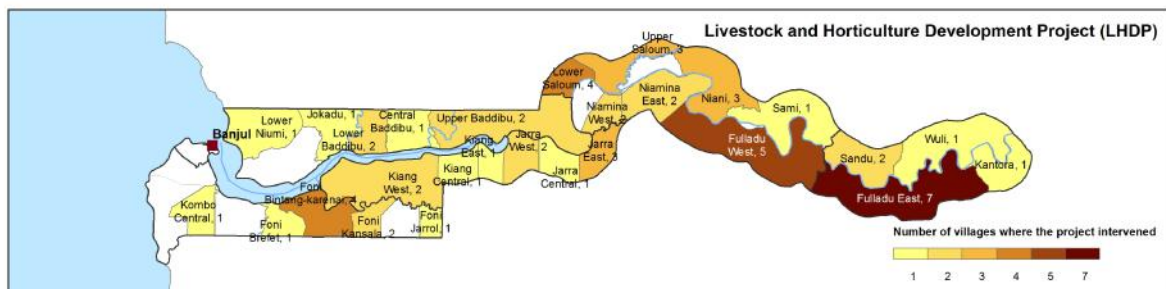 Livestock and Horticulture Development Project (LHDP)
Upper
Saloum, 3
Lower
Saloum, 4
Niamina
East, 2
Niani, 3
Sami, 1
Niamina
West, 2
Jokadu, 1
Central
Baddibu, 1
Upper Baddibu, 2
Banjul
Lower
Niumi, 1
Lower
Baddibu, 2
Kiang
East, 1
Jarra
West, 2
Jarra
East, 3
Fulladu
West, 5
Sandu, 2
Wuli, 1
Kantora, 1
Kiang
West, 2
Kiang
Central, 1
Jarra
Central, 1
Foni
Bintang-karenai, 4
Fulladu East, 7
Kombo
Central, 1
Foni
Brefet, 1
Foni
Kansala, 2
Foni
Jarrol, 1
Number of villages where the project intervened
1 2 3 4 5 7